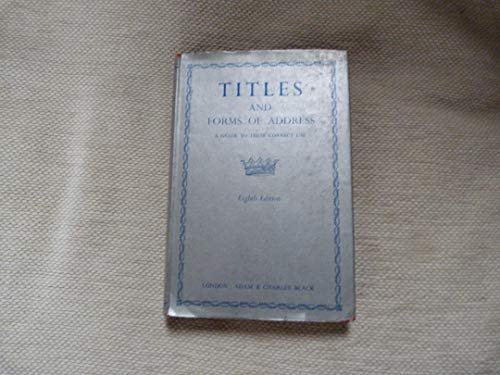 TITLES
AND
FORMS OF ADDRESS
A GUIDE TO THEIR CORRECT USE
Eighth Edition
LONDON ADAM & CHARLES BLACK